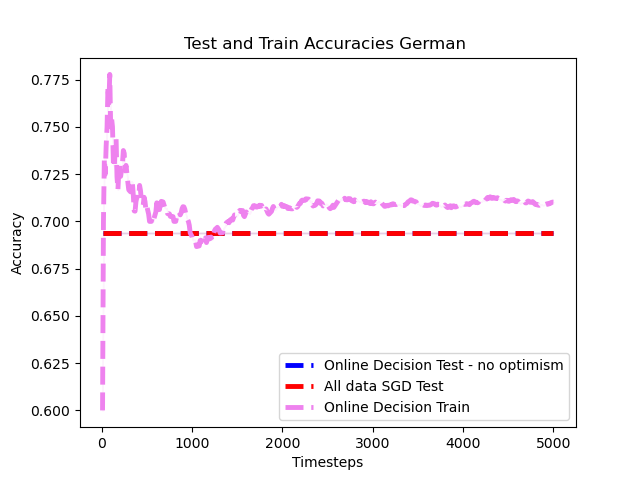 Test and Train Accuracies German
0.775
0.750
0.725
0.700
0.675
0.650
0.625
0.600
Accuracy
Online Decision Test - no optimism
All data SGD Test
Online Decision Train
0 1000 2000 3000 4000 5000
Timesteps